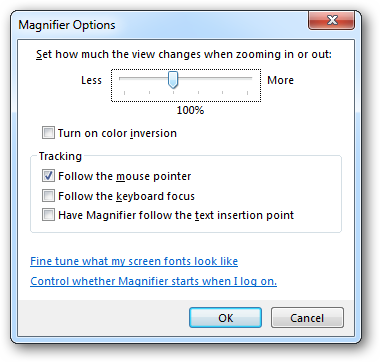 Magnifier Options
Set how much the view changes when zooming in or out:
Less More
100%
Turn on color inversion
Tracking
Follow the mouse pointer
Follow the keyboard focus
Have Magnifier follow the text insertion point
Fine tune what my screen fonts look like
Control whether Magnifier starts when I log on.
OK Cancel